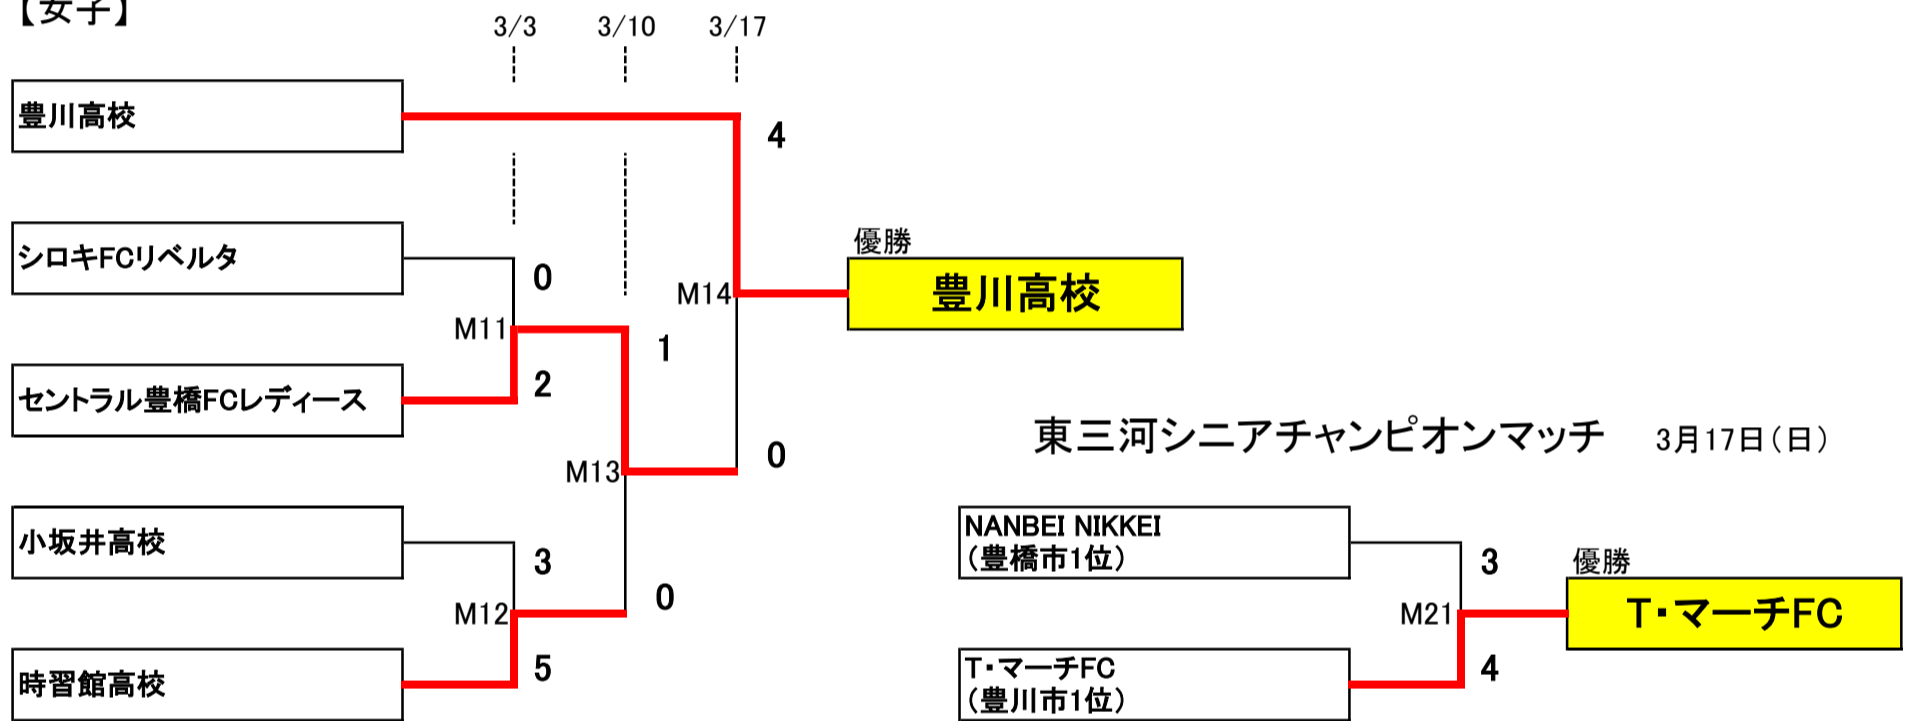 【女子】
3/3 3/10 3/17
豊川高校
4
シロキFCリベルタ
0
優勝
豊川高校
M14
M11
1
セントラル豊橋FCレディース
2
東三河シニアチャンピオンマッチ 3月17日(日)
0
M13
小坂井高校
3
0
M12
時習館高校
5
NANBEI NIKKEI
(豊橋市1位)
3
優勝
T・マーチFC
M21
T・マーチFC
(豊川市1位)
4